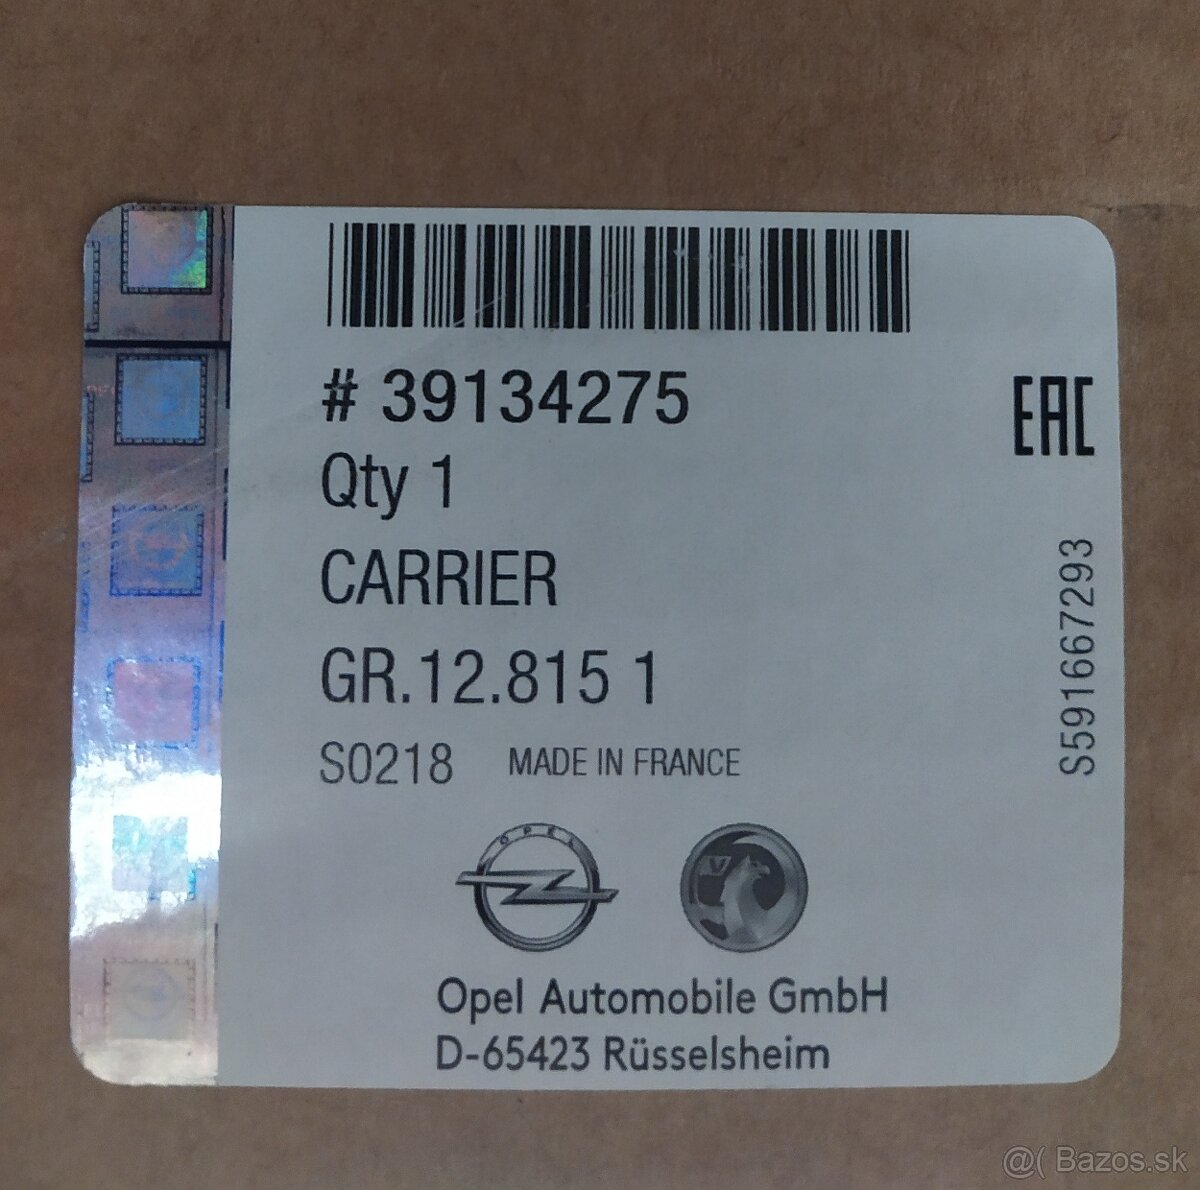 # 39134275
EAC
Qty 1
CARRIER
GR.12.815 1
S0218 MADE IN FRANCE
S591667293
OPEL
V
Opel Automobile GmbH
D-65423 Rüsselsheim
@( Bazos.sk